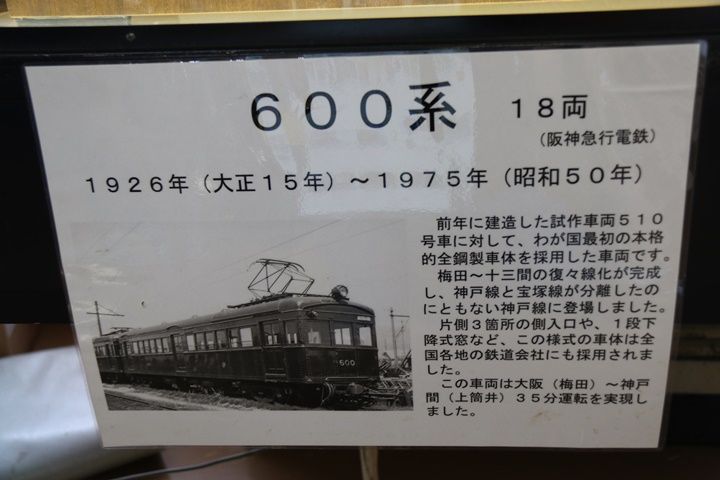 600系 18両
(阪神急行電鉄)
1926年(大正15年)~1975年(昭和50年)
前年に建造した試作車両510
号車に対して、わが国最初の本格
的全鋼製車体を採用した車両です。
梅田~十三間の復々線化が完成
し、神戸線と宝塚線が分離したの
にともない神戸線に登場しました。
片側3箇所の側入口や、1段下
降式窓など、この様式の車体は全
国各地の鉄道会社にも採用されま
した。
この車両は大阪(梅田)~神戸
間(上筒井)35分運転を実現し
ました。
600